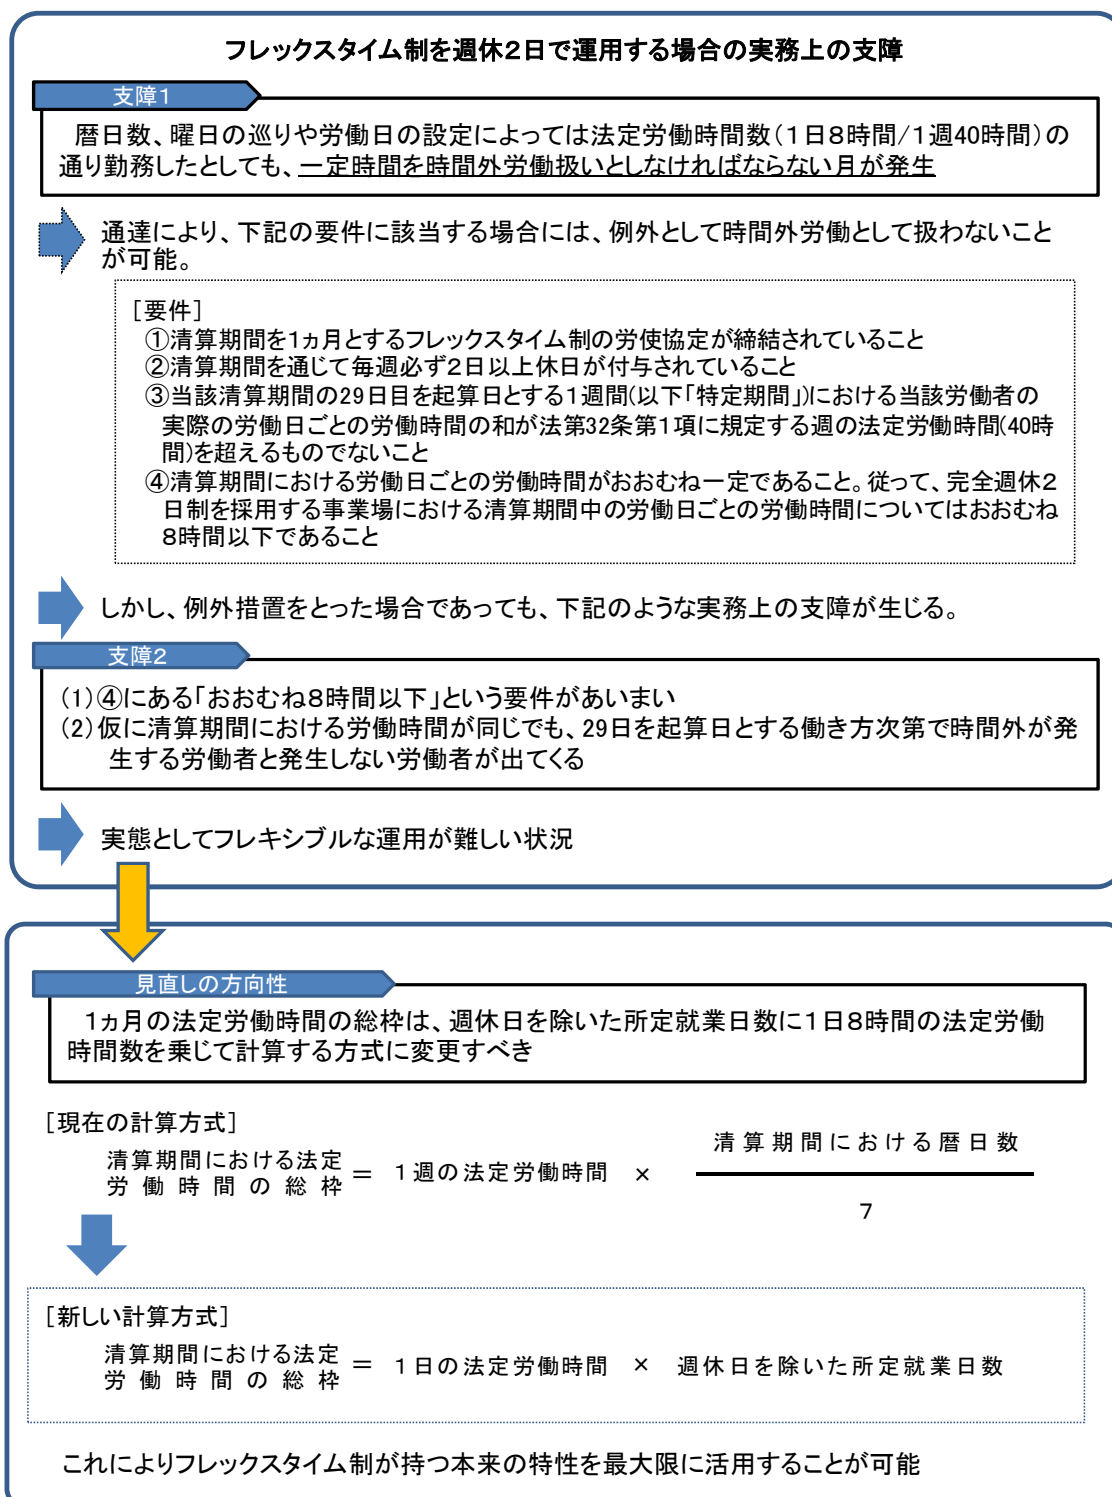 フレックスタイム制を週休2日で運用する場合の実務上の支障
支障1
暦日数、曜日の巡りや労働日の設定によっては法定労働時間数(1日8時間/1週40時間)の
通り勤務したとしても、一定時間を時間外労働扱いとしなければならない月が発生
通達により、下記の要件に該当する場合には、例外として時間外労働として扱わないこと
が可能。
[要件]
①清算期間を1ヵ月とするフレックスタイム制の労使協定が締結されていること
②清算期間を通じて毎週必ず2日以上休日が付与されていること
③当該清算期間の29日目を起算日とする1週間(以下「特定期間」)における当該労働者の
実際の労働日ごとの労働時間の和が法第32条第1項に規定する週の法定労働時間(40時
間)を超えるものでないこと
④清算期間における労働日ごとの労働時間がおおむね一定であること。従って、完全週休2
日制を採用する事業場における清算期間中の労働日ごとの労働時間についてはおおむね
8時間以下であること
しかし、例外措置をとった場合であっても、下記のような実務上の支障が生じる。
支障2
(1)④にある「おおむね8時間以下」という要件があいまい
(2)仮に清算期間における労働時間が同じでも、29日を起算日とする働き方次第で時間外が発
生する労働者と発生しない労働者が出てくる
実態としてフレキシブルな運用が難しい状況
見直しの方向性
1ヵ月の法定労働時間の総枠は、週休日を除いた所定就業日数に1日8時間の法定労働
時間数を乗じて計算する方式に変更すべき
[現在の計算方式]
清算期間における法定
労働時間の総枠 = 1週の法定労働時間 × 清算期間における暦日数
7
[新しい計算方式]
清算期間における法定
労働時間の総枠 = 1日の法定労働時間 × 週休日を除いた所定就業日数
これによりフレックスタイム制が持つ本来の特性を最大限に活用することが可能